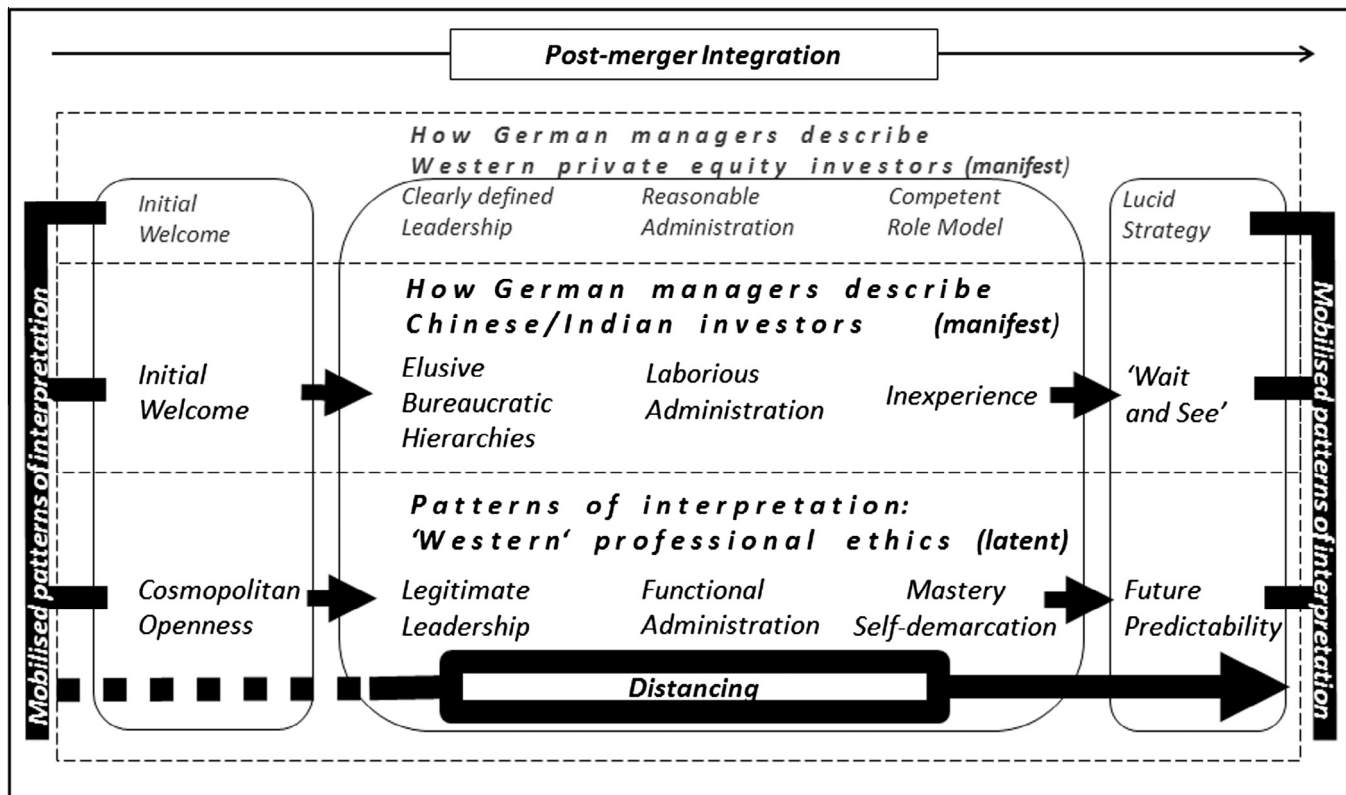 Post-merger Integration
How German managers describe
Western private equity investors (manifest)
Initial
Welcome
Clearly defined
Leadership
Reasonable
Administration
Competent
Role Model
Lucid
Strategy
How German managers describe
Chinese/Indian investors (manifest)
Initial
Welcome
Elusive
Bureaucratic
Hierarchies
Laborious
Administration
Inexperience
‘Wait
and See’
Patterns of interpretation:
‘Western‘ professional ethics (latent)
Cosmopolitan
Openness
Legitimate
Leadership
Functional
Administration
Mastery
Self-demarcation
Future
Predictability
Distancing
Mobilised patterns of interpretation
Mobilised patterns of interpretation